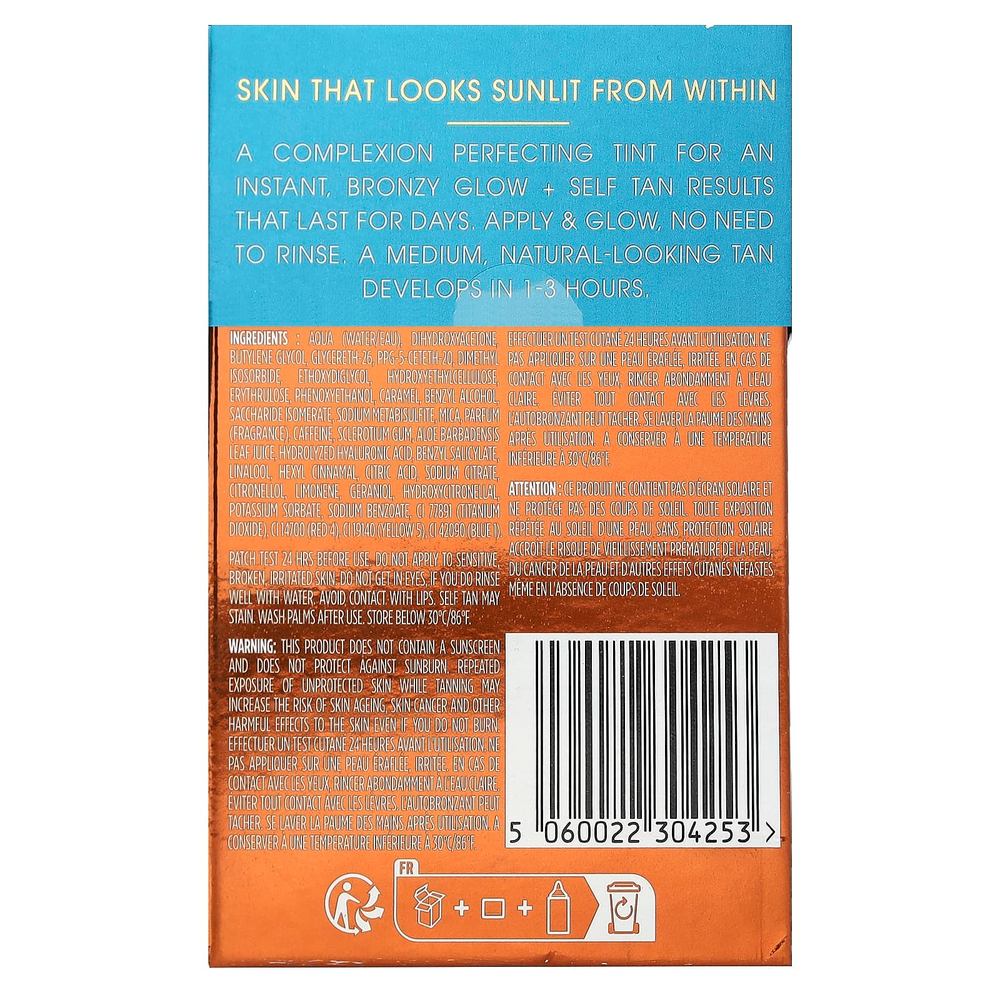 SKIN THAT LOOKS SUNLIT FROM WITHIN
A COMPLEXION PERFECTING TINT FOR AN
INSTANT, BRONZY GLOW + SELF TAN RESULTS
THAT LAST FOR DAYS. APPLY & GLOW, NO NEED
TO RINSE. A MEDIUM, NATURAL-LOOKING TAN
DEVELOPS IN 1-3 HOURS.
INGREDIENTS : AQUA (WATER/EAU), DIHYDROXYACETONE,
BUTYLENE GLYCOL, GLYCERETH-26, PPG-5-CETETH-20, DIMETHYL
ISOSORBIDE, ETHOXYDIGLYCOL, HYDROXYETHYLCELLULOSE,
ERYTHRULOSE, PHENOXYETHANOL, CARAMEL, BENZYL ALCOHOL,
SACCHARIDE ISOMERATE, SODIUM METABISULFITE, MICA, PARFUM
(FRAGRANCE), CAFFEINE, SCLEROTIUM GUM, ALOE BARBADENSIS
LEAF JUICE, HYDROLYZED HYALURONIC ACID, BENZYL SALICYLATE,
LINALOOL, HEXYL CINNAMAL, CITRIC ACID, SODIUM CITRATE,
CITRONELLOL, LIMONENE, GERANIOL, HYDROXYCITRONELLAL,
POTASSIUM SORBATE, SODIUM BENZOATE, CI 77891 (TITANIUM
DIOXIDE), CI 14700 (RED 4), CI 19140 (YELLOW 5), CI 42090 (BLUE 1).
PATCH TEST 24 HRS BEFORE USE. DO NOT APPLY TO SENSITIVE,
BROKEN, IRRITATED SKIN. DO NOT GET IN EYES, IF YOU DO RINSE
WELL WITH WATER. AVOID CONTACT WITH LIPS. SELF TAN MAY
STAIN. WASH PALMS AFTER USE. STORE BELOW 30°C/86°F.
WARNING: THIS PRODUCT DOES NOT CONTAIN A SUNSCREEN
AND DOES NOT PROTECT AGAINST SUNBURN. REPEATED
EXPOSURE OF UNPROTECTED SKIN WHILE TANNING MAY
INCREASE THE RISK OF SKIN AGEING, SKIN CANCER AND OTHER
HARMFUL EFFECTS TO THE SKIN EVEN IF YOU DO NOT BURN.
EFFECTUER UN TEST CUTANÉ 24 HEURES AVANT L'UTILISATION. NE
PAS APPLIQUER SUR UNE PEAU ÉRAFLÉE, IRRITÉE. EN CAS DE
CONTACT AVEC LES YEUX, RINCER ABONDAMMENT À L'EAU CLAIRE.
ÉVITER TOUT CONTACT AVEC LES LÈVRES. L'AUTOBRONZANT PEUT
TACHER. SE LAVER LA PAUME DES MAINS APRÈS UTILISATION. A
CONSERVER À UNE TEMPÉRATURE INFÉRIEURE À 30°C/86°F.
EFFECTUER UN TEST CUTANÉ 24 HEURES AVANT L'UTILISATION. NE
PAS APPLIQUER SUR UNE PEAU ÉRAFLÉE, IRRITÉE. EN CAS DE
CONTACT AVEC LES YEUX, RINCER ABONDAMMENT À L'EAU
CLAIRE. ÉVITER TOUT CONTACT AVEC LES LÈVRES.
L'AUTOBRONZANT PEUT TACHER. SE LAVER LA PAUME DES MAINS
APRÈS UTILISATION. A CONSERVER À UNE TEMPÉRATURE
INFÉRIEURE À 30°C/86°F.
ATTENTION : CE PRODUIT NE CONTIENT PAS D'ÉCRAN SOLAIRE ET
NE PROTÈGE PAS DES COUPS DE SOLEIL. TOUTE EXPOSITION
RÉPÉTÉE AU SOLEIL D'UNE PEAU SANS PROTECTION SOLAIRE
ACCROÎT LE RISQUE DE VIEILLISSEMENT PRÉMATURÉ DE LA PEAU,
DU CANCER DE LA PEAU ET D'AUTRES EFFETS CUTANÉS NÉFASTES
MÊME EN L'ABSENCE DE COUPS DE SOLEIL.
5 060022 304253 >
FR